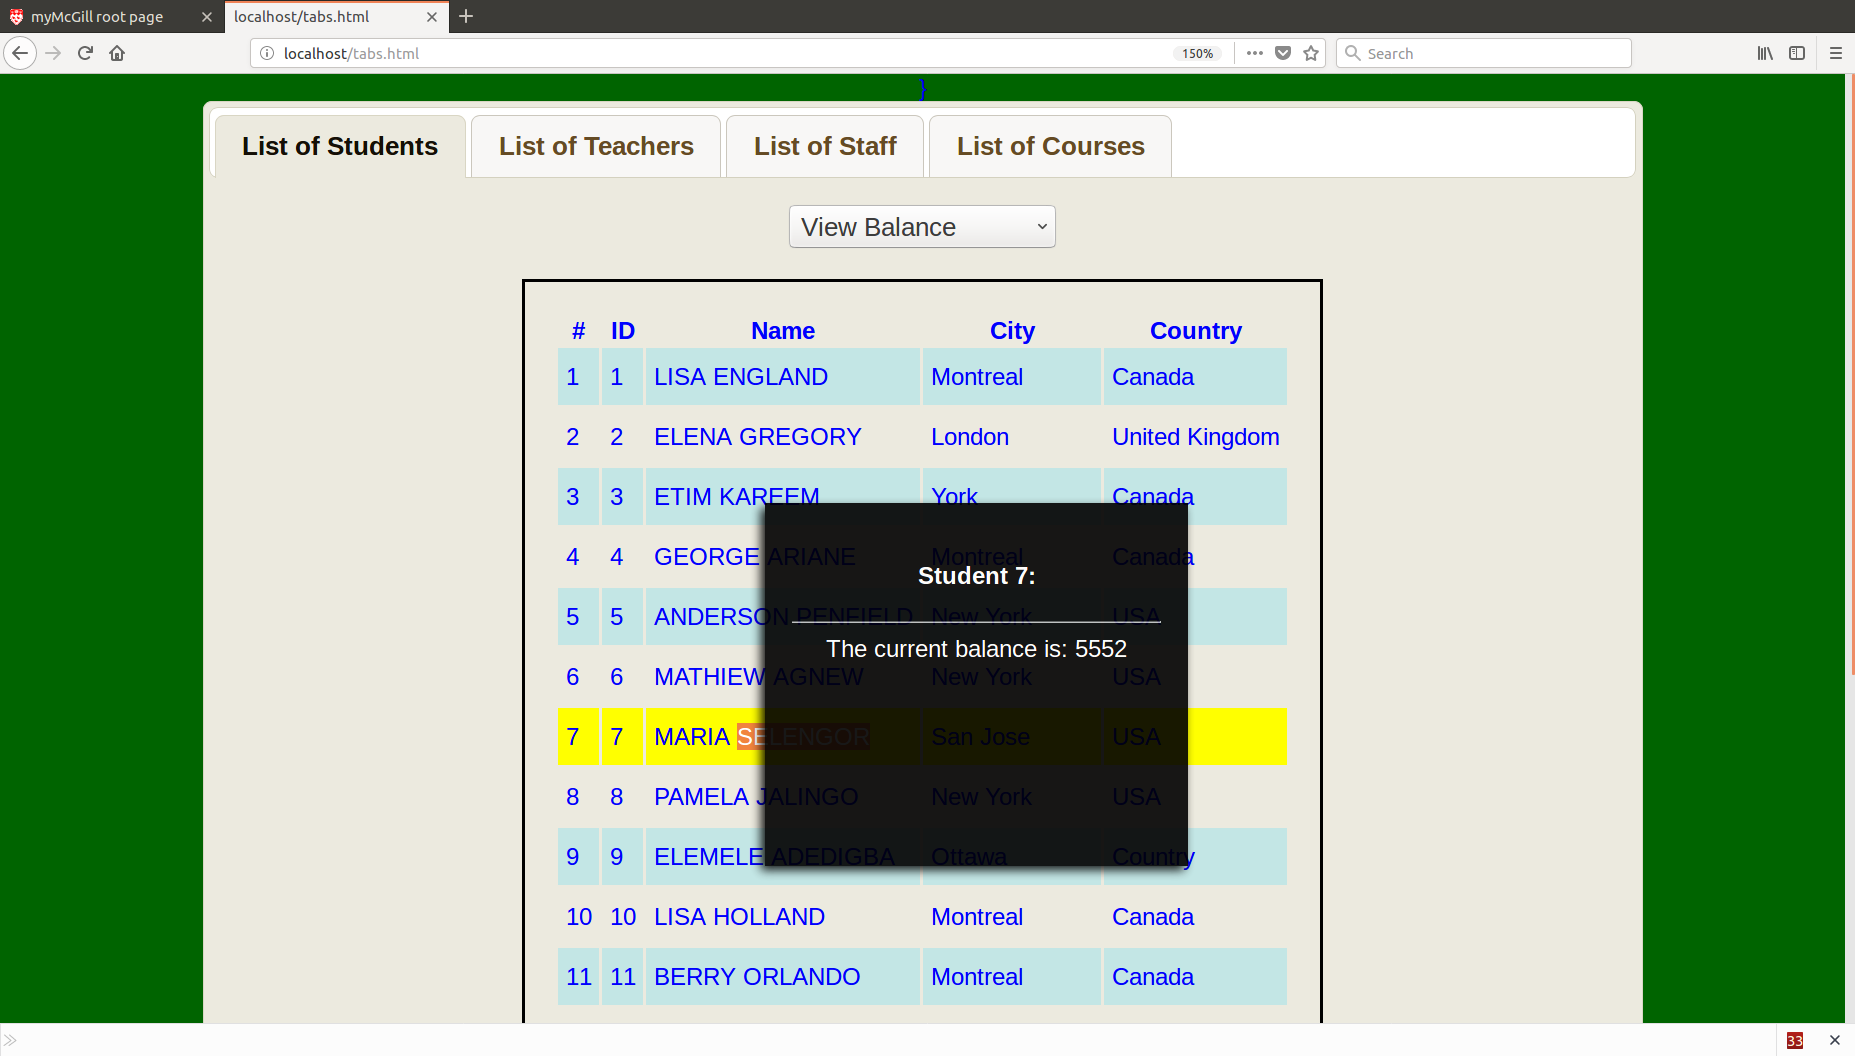 myMcGill root page
localhost/tabs.html
localhost/tabs.html
150%
Search
}
List of Students
List of Teachers
List of Staff
List of Courses
View Balance
# ID Name City Country
1 1 LISA ENGLAND Montreal Canada
2 2 ELENA GREGORY London United Kingdom
3 3 ETIM KAREEM York Canada
4 4 GEORGE ARIANE Montreal Canada
Student 7:
5 5 ANDERSON PENFIELD New York USA
The current balance is: 5552
6 6 MATHIEW AGNEW New York USA
7 7 MARIA SELENGOR San Jose USA
8 8 PAMELA JALINGO New York USA
9 9 ELEMELE ADEDIGBA Ottawa Country
10 10 LISA HOLLAND Montreal Canada
11 11 BERRY ORLANDO Montreal Canada
33